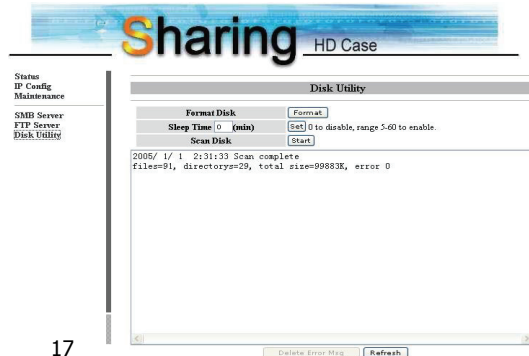 Sharing HD Case
Status
IP Config
Maintenance
SMB Server
FTP Server
Disk Utility
Disk Utility
Format Disk Format
Sleep Time 0 (min) Set 0 to disable, range 5-60 to enable.
Scan Disk Start
2005/ 1/ 1 2:31:33 Scan complete
files=91, directorys=29, total size=99883K, error 0
Delete Error Msg Refresh
17